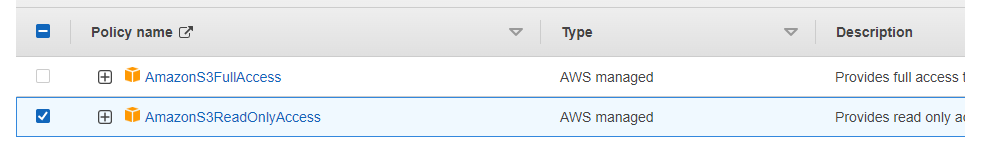 Policy name Type Description
AmazonS3FullAccess AWS managed Provides full access
AmazonS3ReadOnlyAccess AWS managed Provides read only